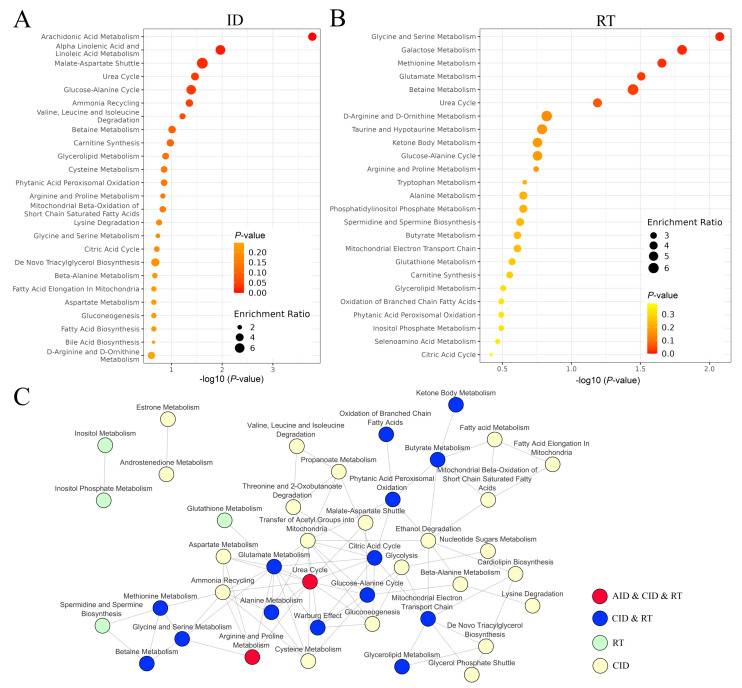 A
ID
Arachidonic Acid Metabolism
Alpha Linolenic Acid and
Linoleic Acid Metabolism
Malate-Aspartate Shuttle
Urea Cycle
Glucose-Alanine Cycle
Ammonia Recycling
Valine, Leucine and Isoleucine
Degradation
Betaine Metabolism
Carnitine Synthesis
Glycerolipid Metabolism
Cysteine Metabolism
Phytanic Acid Peroxisomal Oxidation
Arginine and Proline Metabolism
Mitochondrial Beta-Oxidation of
Short Chain Saturated Fatty Acids
Lysine Degradation
Glycine and Serine Metabolism
Citric Acid Cycle
De Novo Triacylglycerol Biosynthesis
Beta-Alanine Metabolism
Fatty Acid Elongation In Mitochondria
Aspartate Metabolism
Gluconeogenesis
Fatty Acid Biosynthesis
Bile Acid Biosynthesis
D-Arginine and D-Ornithine
Metabolism
P-value
0.20
0.15
0.10
0.05
0.00
Enrichment Ratio
2
4
6
1 2 3
-log10 (P-value)
B
RT
Glycine and Serine Metabolism
Galactose Metabolism
Methionine Metabolism
Glutamate Metabolism
Betaine Metabolism
Urea Cycle
D-Arginine and D-Ornithine Metabolism
Taurine and Hypotaurine Metabolism
Ketone Body Metabolism
Glucose-Alanine Cycle
Arginine and Proline Metabolism
Tryptophan Metabolism
Alanine Metabolism
Phosphatidylinositol Phosphate Metabolism
Spermidine and Spermine Biosynthesis
Butyrate Metabolism
Mitochondrial Electron Transport Chain
Glutathione Metabolism
Carnitine Synthesis
Glycerolipid Metabolism
Oxidation of Branched Chain Fatty Acids
Phytanic Acid Peroxisomal Oxidation
Inositol Phosphate Metabolism
Selenoamino Acid Metabolism
Citric Acid Cycle
Enrichment Ratio
3
4
5
6
P-value
0.3
0.2
0.1
0.0
0.5 1.0 1.5 2.0
-log10 (P-value)
C
Estrone Metabolism
Androstenedione Metabolism
Inositol Metabolism
Inositol Phosphate Metabolism
Valine, Leucine and Isoleucine
Degradation
Oxidation of Branched Chain
Fatty Acids
Ketone Body Metabolism
Butyrate Metabolism
Fatty acid Metabolism
Fatty Acid Elongation In
Mitochondria
Propanoate Metabolism
Mitochondrial Beta-Oxidation of
Short Chain Saturated Fatty
Acids
Threonine and 2-Oxobutanoate
Degradation
Phytanic Acid Peroxisomal
Oxidation
Glutathione Metabolism
Malate-Aspartate Shuttle
Transfer of Acetyl Groups into
Mitochondria
Ethanol Degradation
Nucleotide Sugars Metabolism
Aspartate Metabolism
Glutamate Metabolism
Citric Acid Cycle
Glycolysis
Cardiolipin Biosynthesis
Urea Cycle
Ammonia Recycling
Glucose-Alanine Cycle
Beta-Alanine Metabolism
Lysine Degradation
Methionine Metabolism
Spermidine and Spermine
Biosynthesis
Alanine Metabolism
Warburg Effect
Gluconeogenesis
Mitochondrial Electron
Transport Chain
Glycine and Serine Metabolism
Arginine and Proline
Metabolism
De Novo Triacylglycerol
Biosynthesis
Betaine Metabolism
Cysteine Metabolism
Glycerolipid Metabolism
Glycerol Phosphate Shuttle
AID & CID & RT
CID & RT
RT
CID